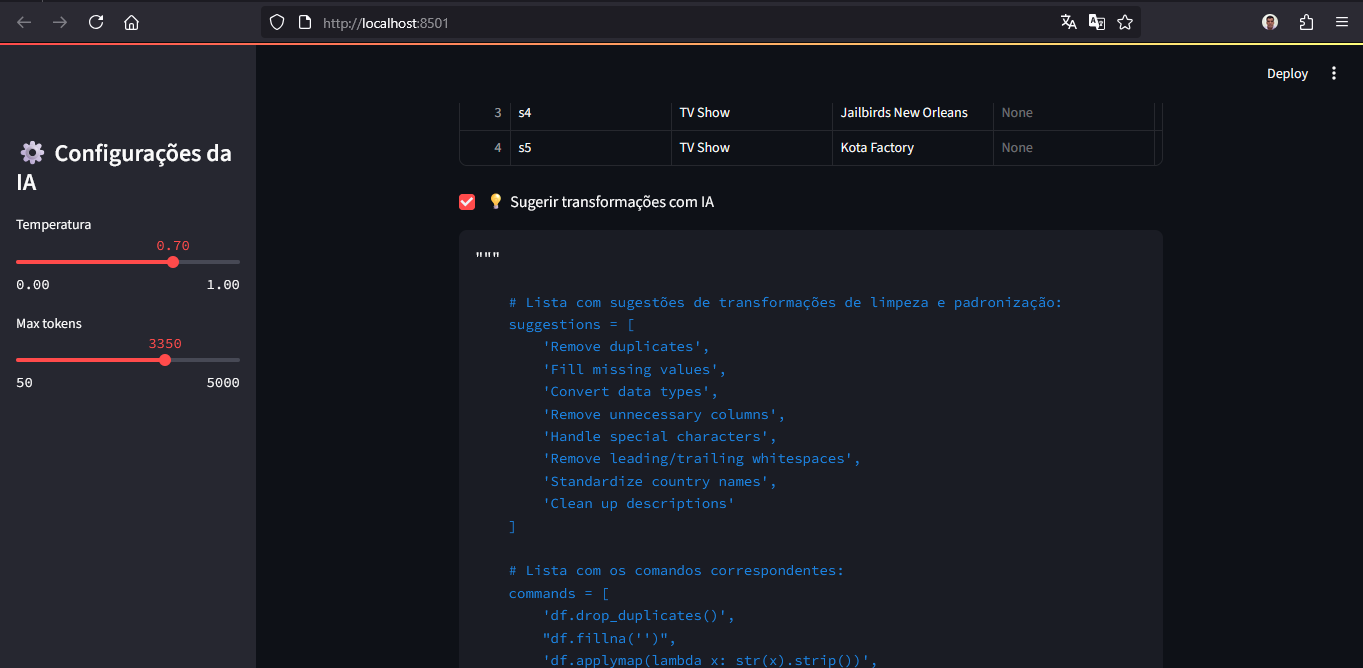 http://localhost:8501
Deploy
⚙️ Configurações da
IA
Temperatura
0.70
0.00 1.00
Max tokens
3350
50 5000
3 s4 TV Show Jailbirds New Orleans None
4 s5 TV Show Kota Factory None
💡 Sugerir transformações com IA
"""
# Lista com sugestões de transformações de limpeza e padronização:
suggestions = [
'Remove duplicates',
'Fill missing values',
'Convert data types',
'Remove unnecessary columns',
'Handle special characters',
'Remove leading/trailing whitespaces',
'Standardize country names',
'Clean up descriptions'
]
# Lista com os comandos correspondentes:
commands = [
'df.drop_duplicates()',
"df.fillna('')",
'df.applymap(lambda x: str(x).strip())',